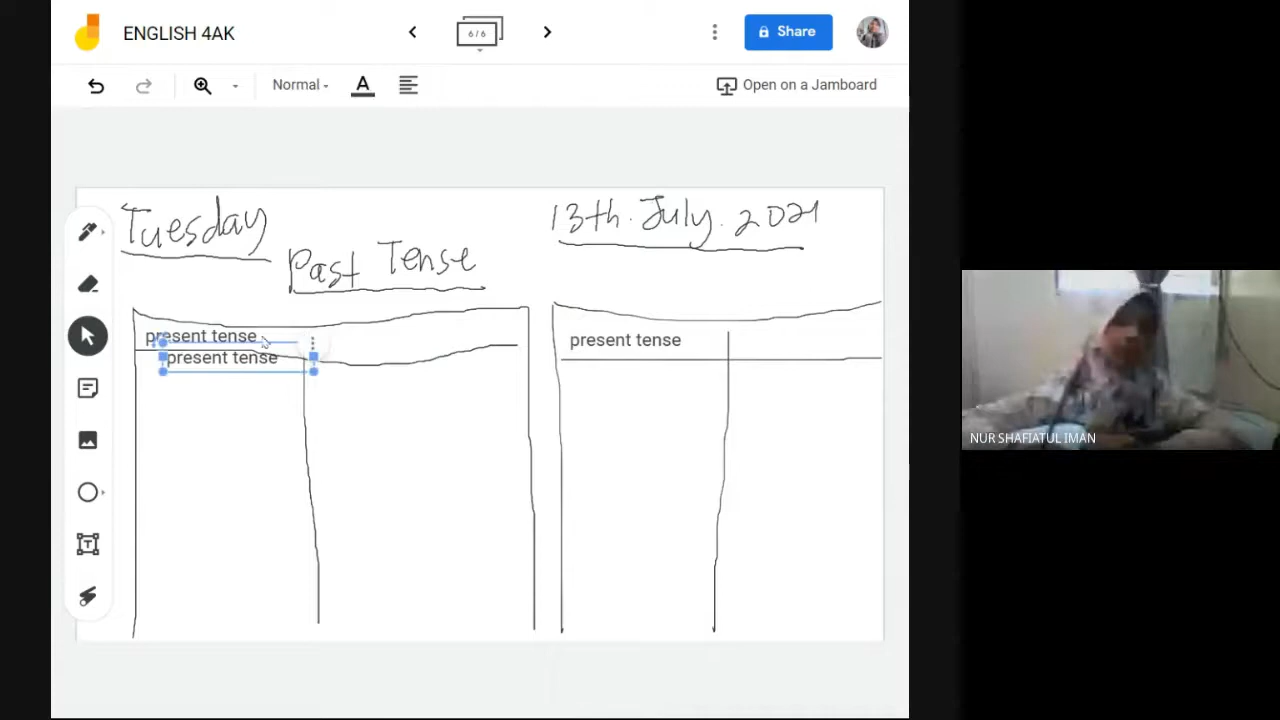 ENGLISH 4AK
6/6
Share
Normal
A
Open on a Jamboard
Tuesday
13th.July.2021
Past Tense
present tense
present tense
present tense
T
NUR SHAFIATUL IMAN